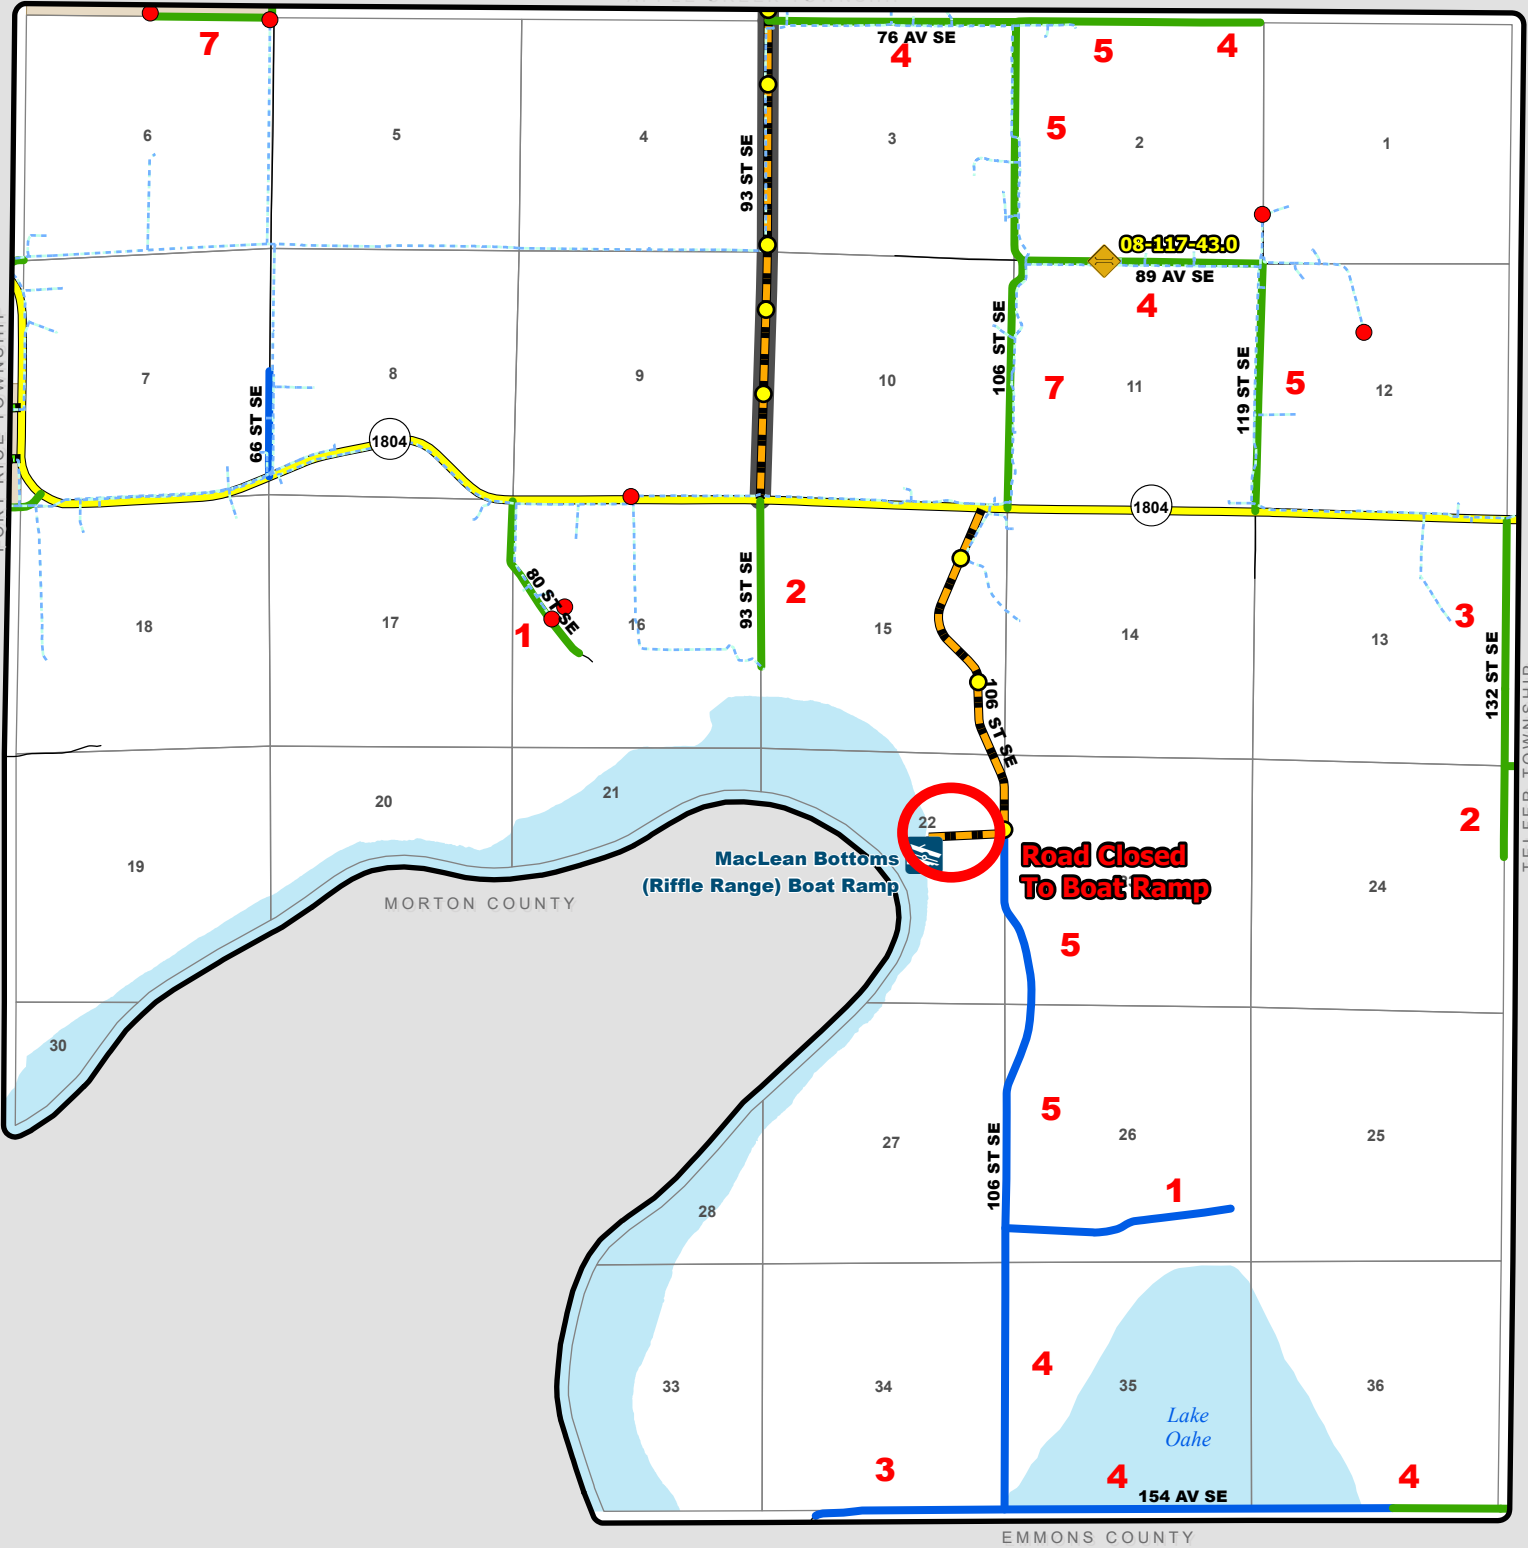 76 AV SE
7
4
5
4
6
5
4
93 ST SE
3
5
2
1
08-117-43.0
89 AV SE
4
7
66 ST SE
8
9
10
106 ST SE
7
11
119 ST SE
5
12
1804
1804
18
17
80 ST SE
1
16
93 ST SE
2
15
14
13
3
132 ST SE
106 ST SE
19
20
21
22
MacLean Bottoms
(Riffle Range) Boat Ramp
Road Closed
To Boat Ramp
2
24
MORTON COUNTY
5
30
27
106 ST SE
5
26
25
28
1
33
34
4
35
36
Lake
Oahe
3
4
4
154 AV SE
EMMONS COUNTY